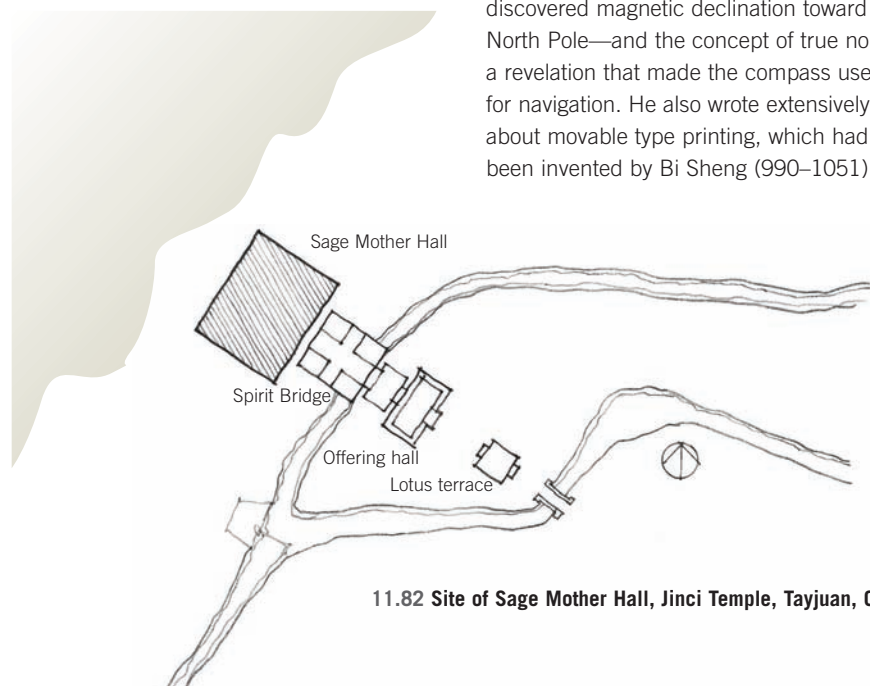 discovered magnetic declination toward
North Pole—and the concept of true
a revelation that made the compass
for navigation. He also wrote extensively
about movable type printing, which had
been invented by Bi Sheng (990–1051)
Sage Mother Hall
Spirit Bridge
Offering hall
Lotus terrace
11.82 Site of Sage Mother Hall, Jinci Temple, Tayjuan,